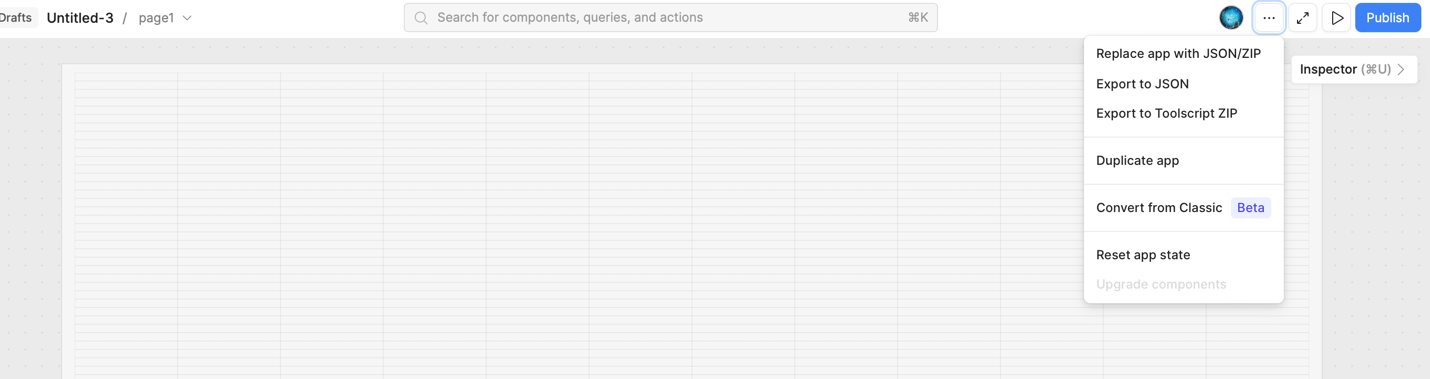 Drafts Untitled-3 / page1 Search for components, queries, and actions ⌘K ... Publish
Replace app with JSON/ZIP
Inspector (⌘U)
Export to JSON
Export to Toolscript ZIP
Duplicate app
Convert from Classic Beta
Reset app state
Upgrade components